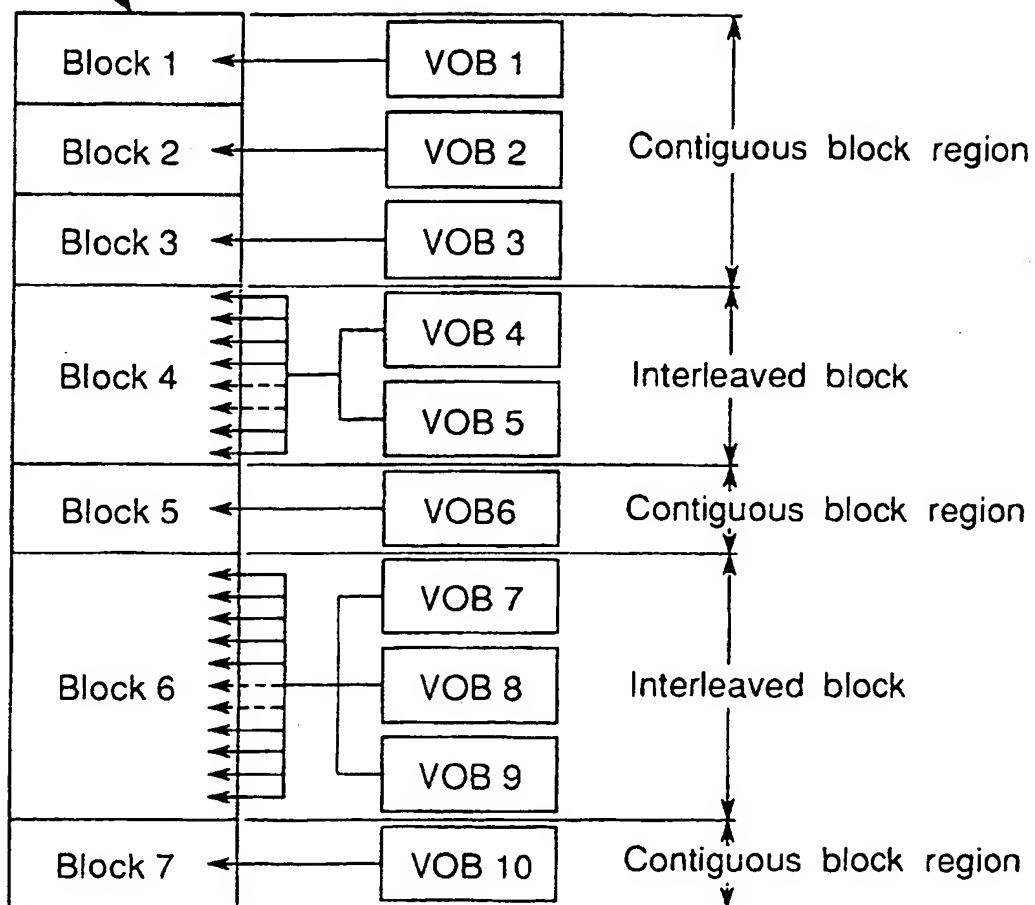 Block 1
VOB 1
Block 2
VOB 2
Contiguous block region
Block 3
VOB 3
VOB 4
Block 4
Interleaved block
VOB 5
Block 5
VOB6
Contiguous block region
VOB 7
Block 6
VOB 8
Interleaved block
VOB 9
Block 7
VOB 10
Contiguous block region